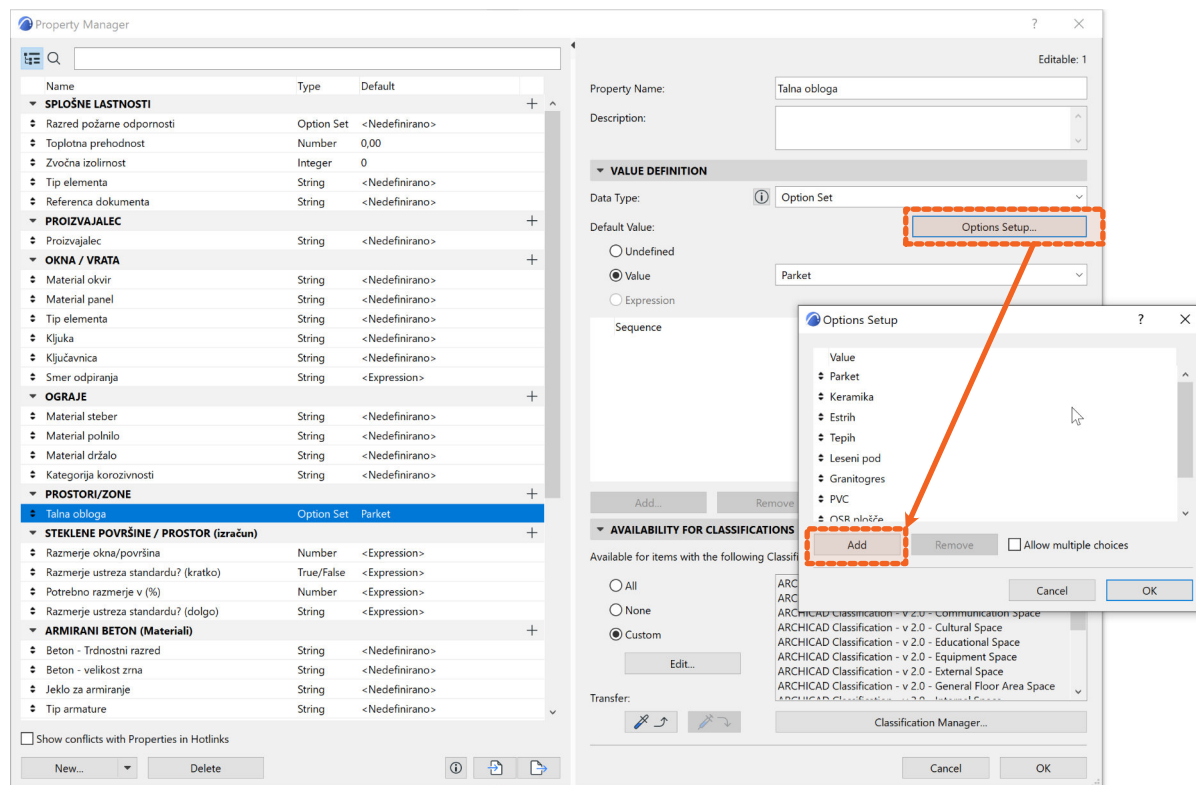 Property Manager
? ×
Name Type Default
SPLOŠNE LASTNOSTI
Razred požarne odpornosti Option Set <Nedefinirano>
Toplotna prehodnost Number 0,00
Zvočna izolirnost Integer 0
Tip elementa String <Nedefinirano>
Referenca dokumenta String <Nedefinirano>
PROIZVAJALEC
Proizvajalec String <Nedefinirano>
OKNA / VRATA
Material okvir String <Nedefinirano>
Material panel String <Nedefinirano>
Tip elementa String <Nedefinirano>
Kljuka String <Nedefinirano>
Ključavnica String <Nedefinirano>
Smer odpiranja String <Expression>
OGRAJE
Material steber String <Nedefinirano>
Material polnilo String <Nedefinirano>
Material držalo String <Nedefinirano>
Kategorija korozivnosti String <Nedefinirano>
PROSTORI/ZONE
Talna obloga Option Set Parket
STEKLENE POVRŠINE / PROSTOR (izračun)
Razmerje okna/površina Number <Expression>
Razmerje ustreza standardu? (kratko) True/False <Expression>
Potrebno razmerje v (%) Number <Expression>
Razmerje ustreza standardu? (dolgo) String <Expression>
ARMIRANI BETON (Materiali)
Beton - Trdnostni razred String <Nedefinirano>
Beton - velikost zrna String <Nedefinirano>
Jeklo za armiranje String <Nedefinirano>
Tip armature String <Nedefinirano>
Show conflicts with Properties in Hotlinks
New... Delete
Editable: 1
Property Name: Talna obloga
Description:
VALUE DEFINITION
Data Type: Option Set
Default Value: Options Setup...
Undefined
Value Parket
Expression
Sequence
Add... Remove
AVAILABILITY FOR CLASSIFICATIONS
Available for items with the following Classifi
All
None
Custom
Edit...
ARC
ARC
ARCHICAD Classification - v 2.0 - Communication Space
ARCHICAD Classification - v 2.0 - Cultural Space
ARCHICAD Classification - v 2.0 - Educational Space
ARCHICAD Classification - v 2.0 - Equipment Space
ARCHICAD Classification - v 2.0 - External Space
ARCHICAD Classification - v 2.0 - General Floor Area Space
ARCHICAD Classification - v 2.0 - Internal Space
Transfer:
Classification Manager...
Cancel OK
Options Setup
? ×
Value
Parket
Keramika
Estrih
Tepih
Leseni pod
Granitogres
PVC
OSB plošče
Add Remove Allow multiple choices
Cancel OK